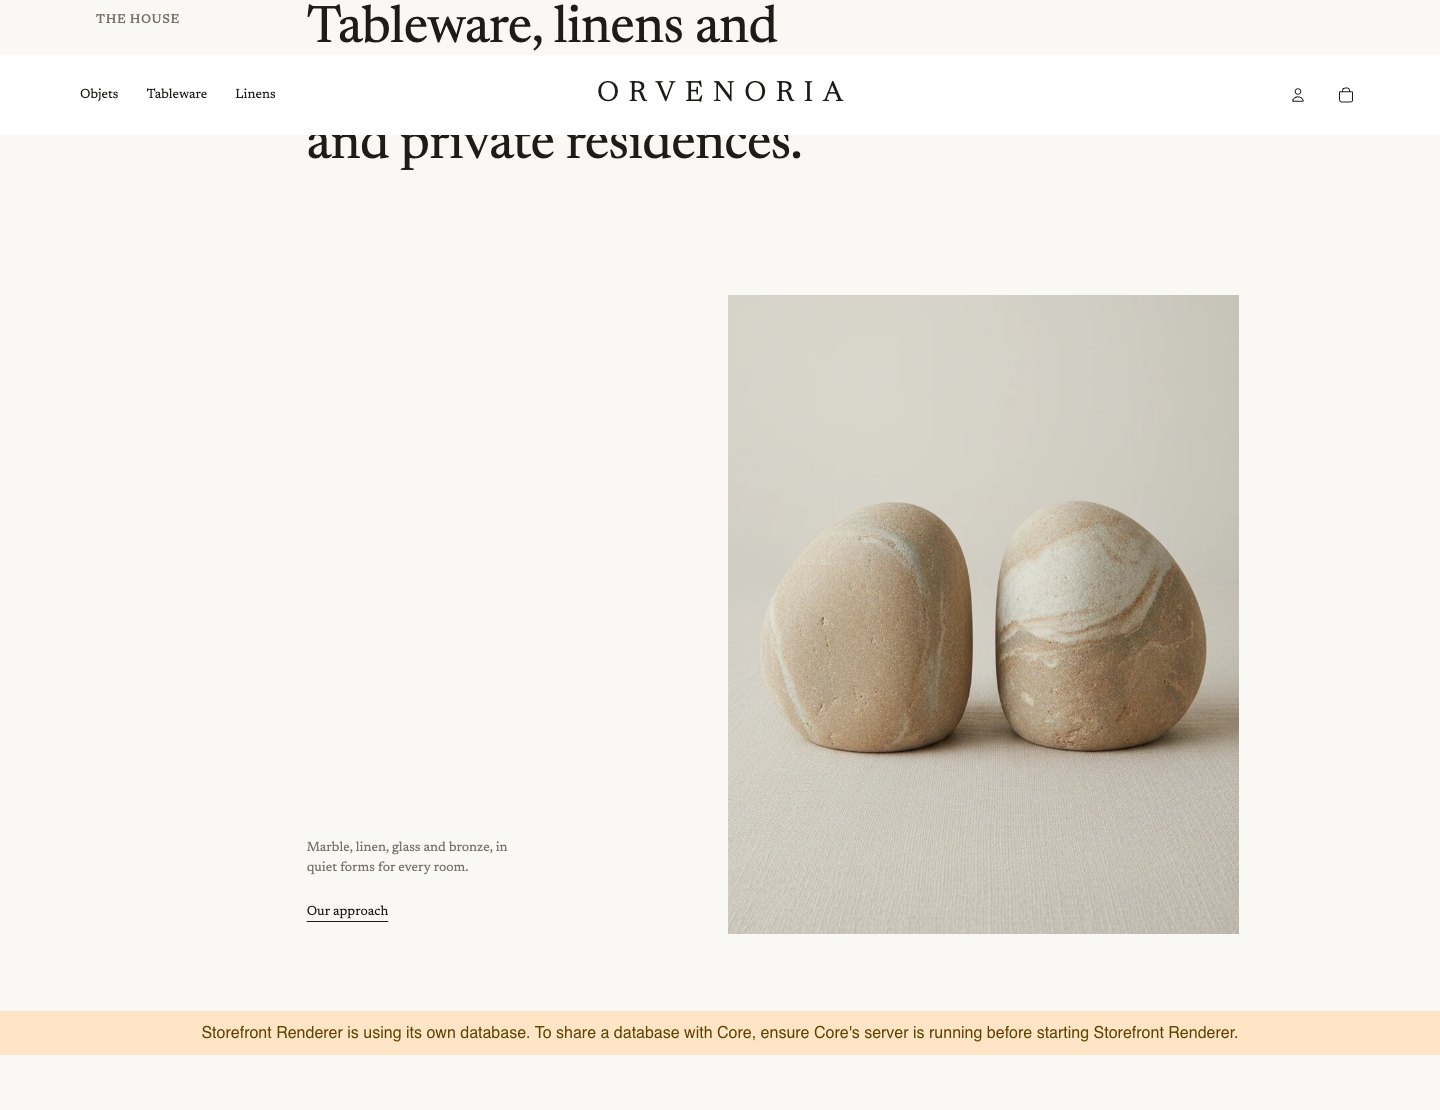 THE HOUSE
Tableware, linens and
Objets
Tableware
Linens
ORVENORIA
and private residences.
Marble, linen, glass and bronze, in
quiet forms for every room.
Our approach
Storefront Renderer is using its own database. To share a database with Core, ensure Core's server is running before starting Storefront Renderer.